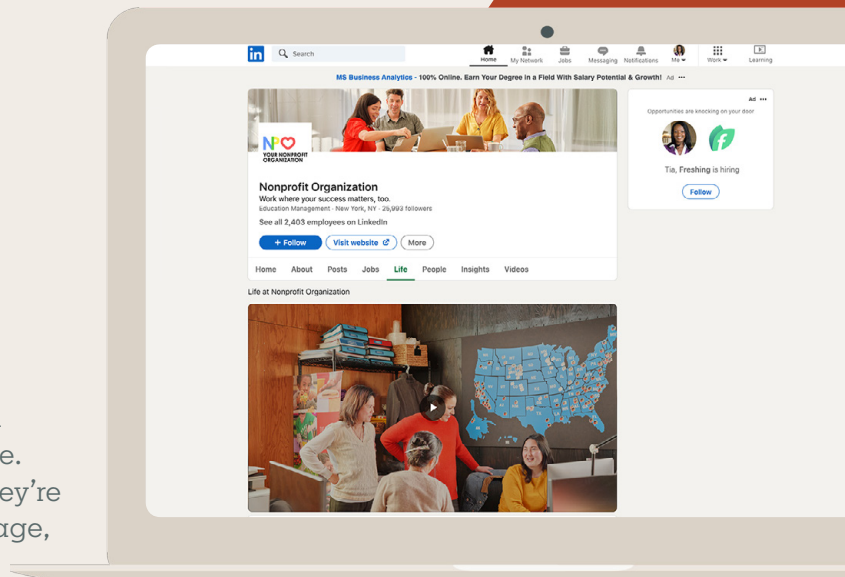 in
Search
Home
My Network
Jobs
Messaging
Notifications
Me
Work
Learning
MS Business Analytics - 100% Online. Earn Your Degree in a Field With Salary Potential & Growth! Ad •••
NP
YOUR NONPROFIT
ORGANIZATION
Nonprofit Organization
Work where your success matters, too.
Education Management · New York, NY · 25,993 followers
See all 2,403 employees on LinkedIn
+ Follow
Visit website
More
Home About Posts Jobs Life People Insights Videos
Life at Nonprofit Organization
Ad •••
Opportunities are knocking on your door
Tia, Freshing is hiring
Follow
e.
ey're
age,